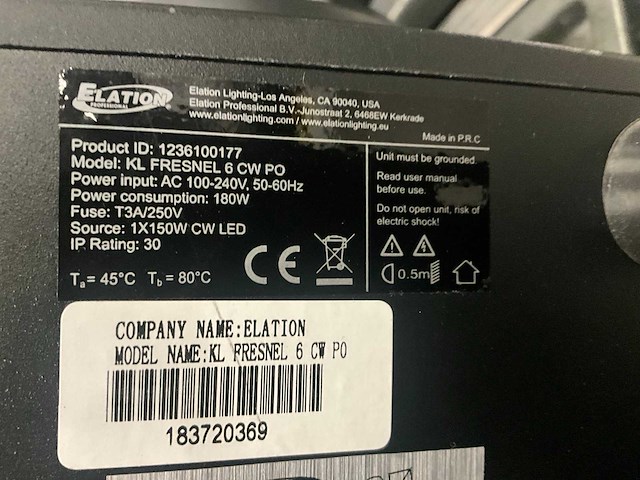 ELATION
PROFESSIONAL
Elation Lighting-Los Angeles, CA 90040, USA
Elation Professional B.V.-Junostraat 2, 6468EW Kerkrade
www.elationlighting.com / www.elationlighting.eu
Made in P.R.C
Product ID: 1236100177
Model: KL FRESNEL 6 CW PO
Power input: AC 100-240V, 50-60Hz
Power consumption: 180W
Fuse: T3A/250V
Source: 1X150W CW LED
IP Rating: 30
Ta= 45°C Tb = 80°C
CE
Unit must be grounded
Read user manual
before use.
Do not open unit, risk of
electric shock!
0.5m
COMPANY NAME:ELATION
MODEL NAME:KL FRESNEL 6 CW PO
183720369